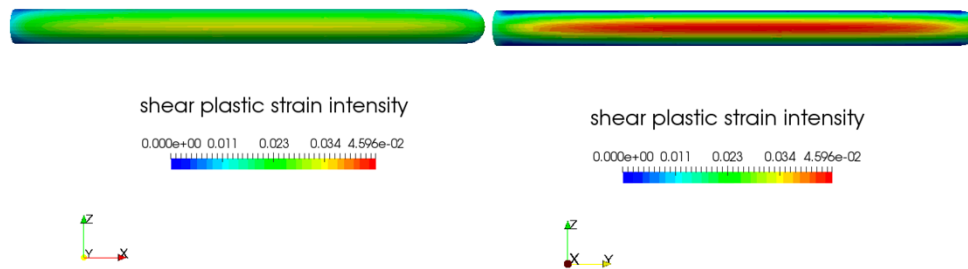 shear plastic strain intensity
0.000e+00 0.011 0.023 0.034 4.596e-02
Z
Y X
shear plastic strain intensity
0.000e+00 0.011 0.023 0.034 4.596e-02
Z
X Y